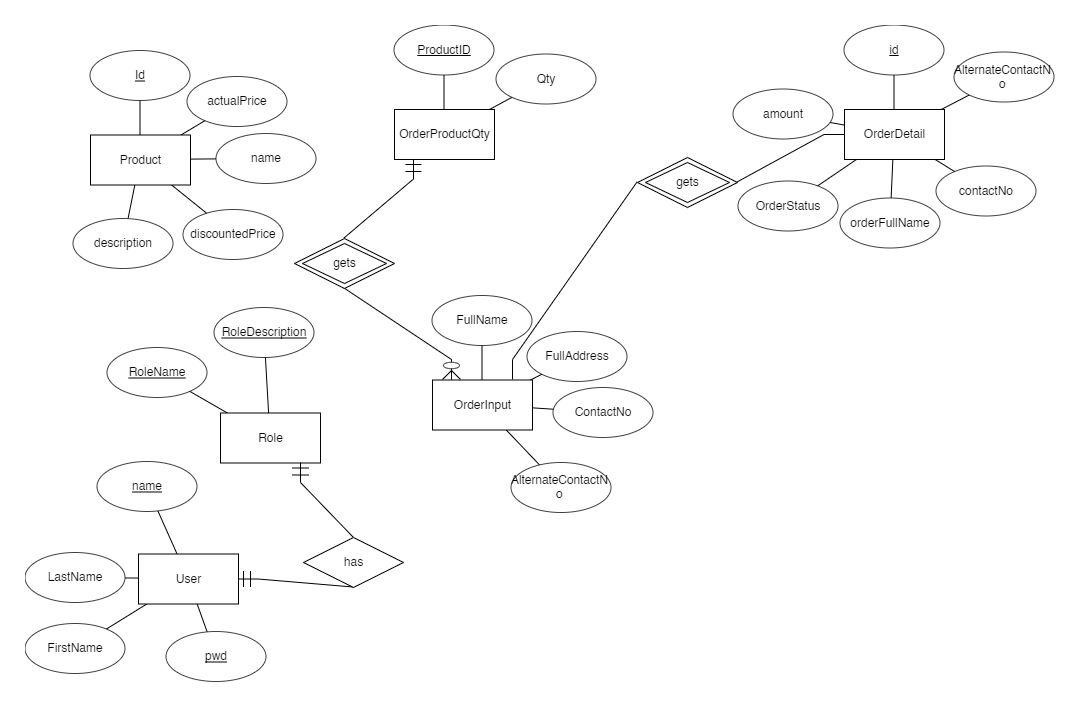 Id
actualPrice
Product
name
description
discountedPrice
ProductID
Qty
OrderProductQty
gets
id
AlternateContactN
o
amount
OrderDetail
gets
OrderStatus
orderFullName
contactNo
FullName
FullAddress
OrderInput
ContactNo
AlternateContactN
o
RoleDescription
RoleName
Role
has
name
LastName
User
FirstName
pwd